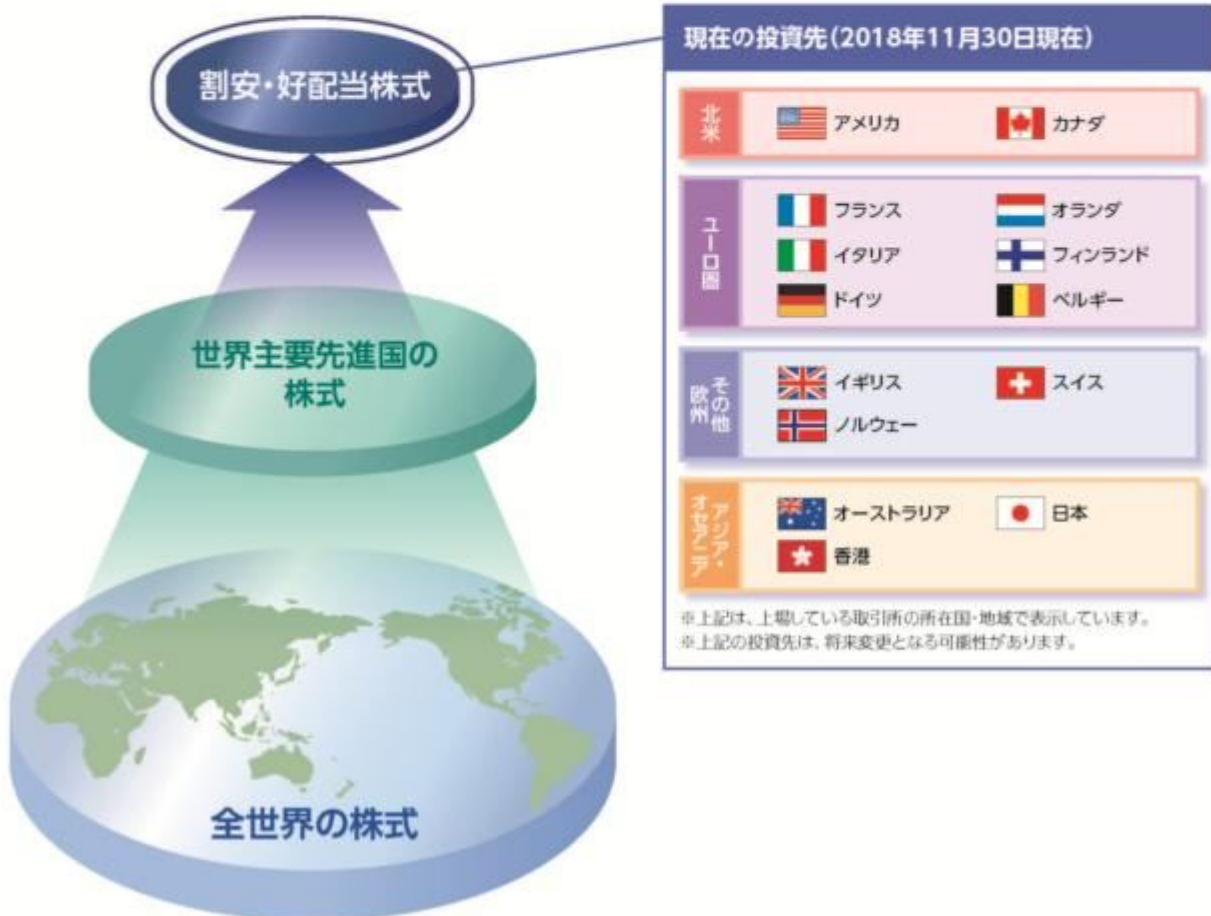 割安・好配当株式
世界主要先進国の
株式
全世界の株式
現在の投資先(2018年11月30日現在)
北米
アメリカ
カナダ
ユーロ圏
フランス
オランダ
イタリア
フィンランド
ドイツ
ベルギー
その他
欧州
イギリス
スイス
ノルウェー
アジア・
オセアニア
オーストラリア
日本
香港
※上記は、上場している取引所の所在国・地域で表示しています。
※上記の投資先は、将来変更となる可能性があります。